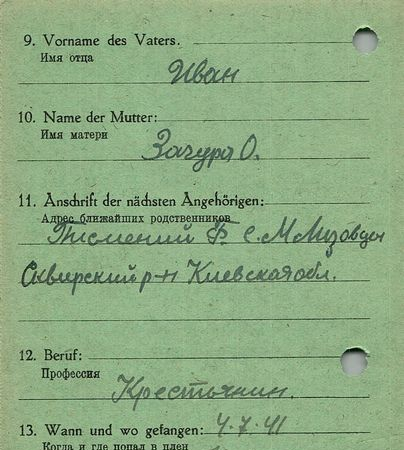 9. Vorname des Vaters.
Имя отца
Иван
10. Name der Mutter:
Имя матери
Зачура О.
11. Anschrift der nächsten Angehörigen:
Адрес ближайших родственников
с. М
Сквирский р-н Киевская обл.
12. Beruf:
Профессия
Крестьянин.
13. Wann und wo gefangen: 4.7.41
Когда и где попал в плен